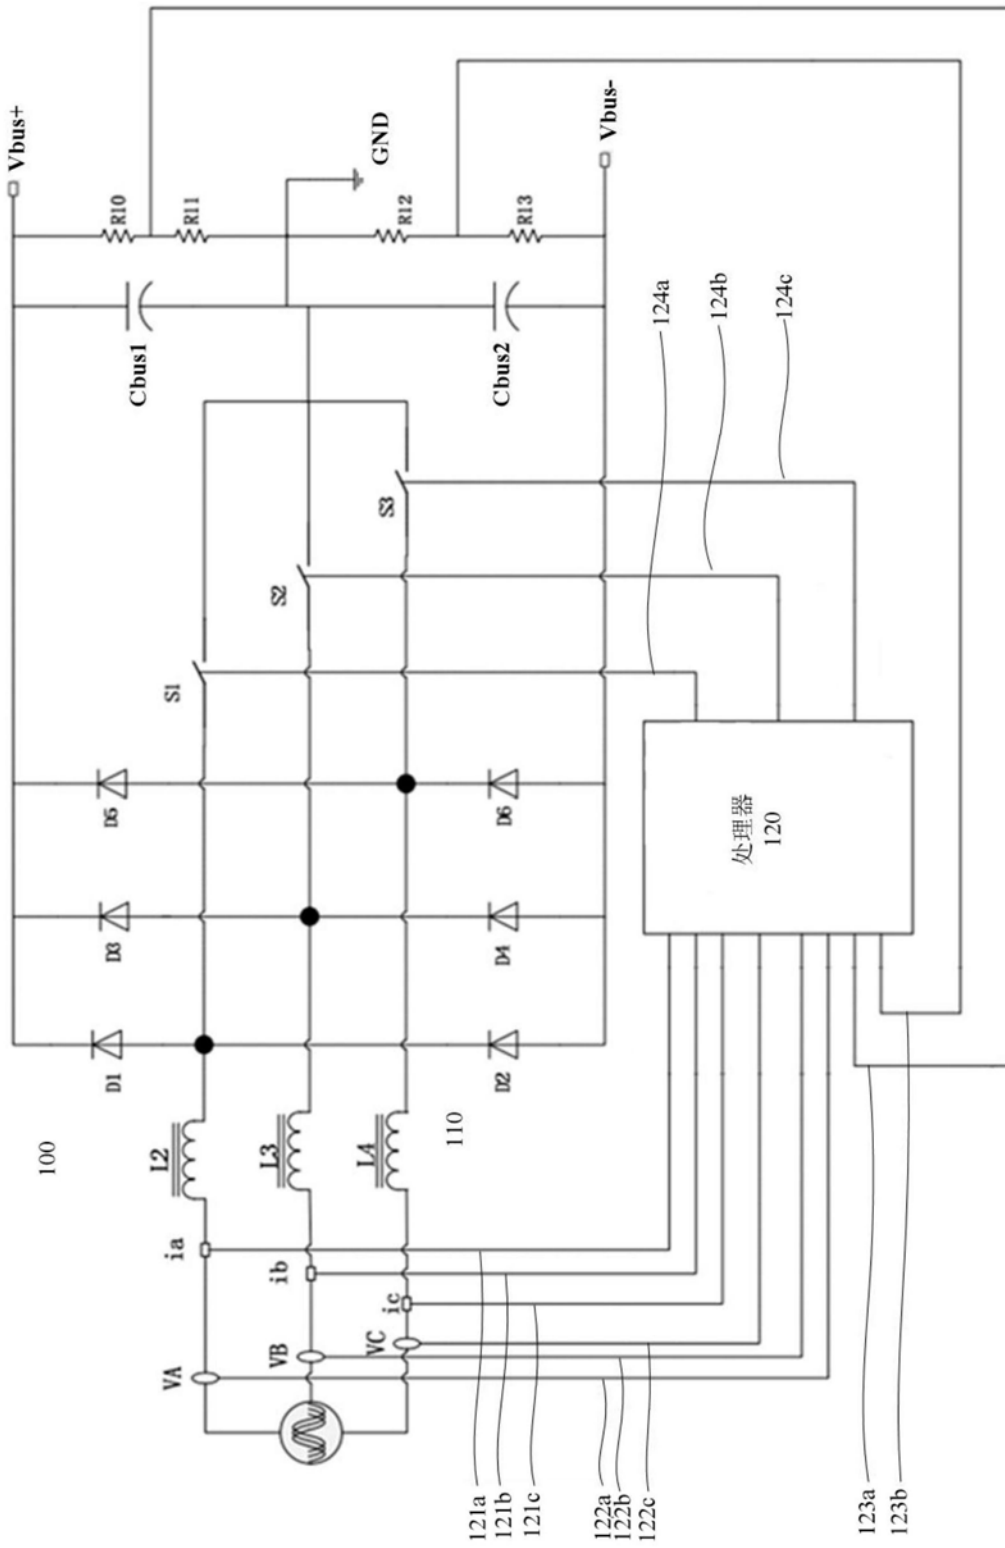 Vbus+
R10
R11
GND
R12
R13
Vbus-
Cbus1
Cbus2
S1
S2
S3
124a
124b
124c
D5
D6
D3
D4
D1
D2
处理器
120
100
110
L2
L3
L4
ia
ib
ic
VA
VB
VC
121a
121b
121c
122a
122b
122c
123a
123b